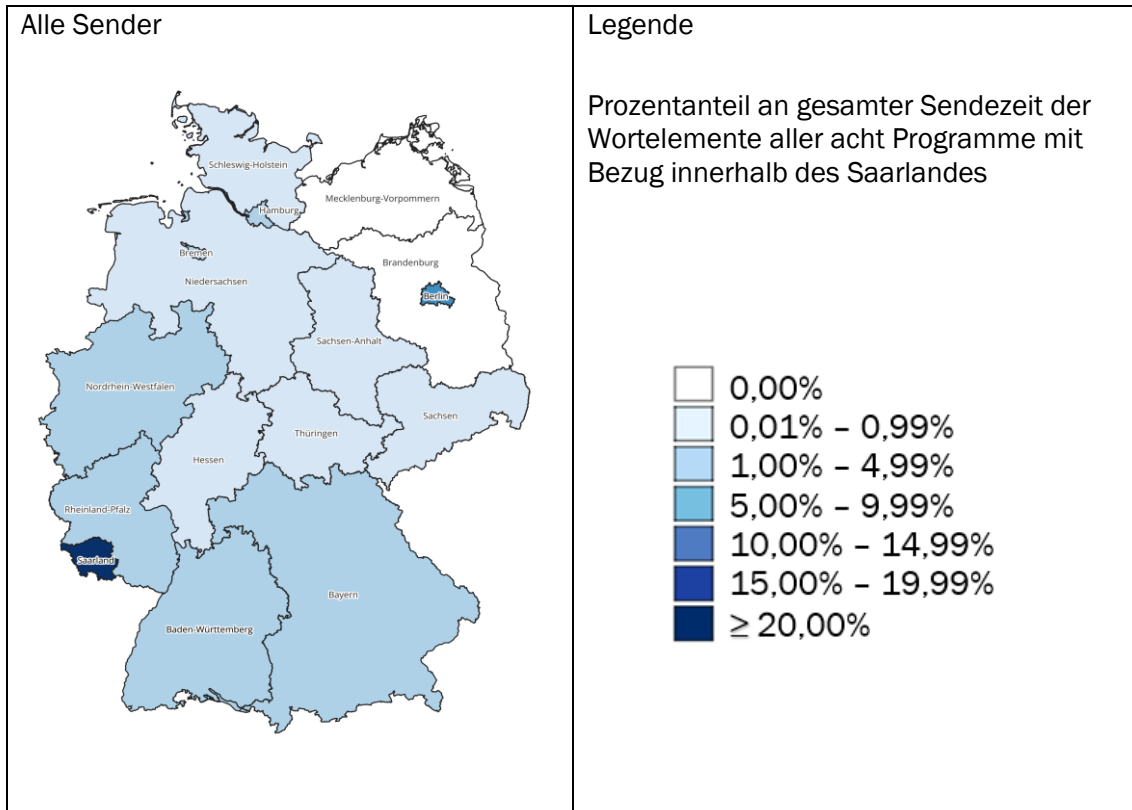 Alle Sender
Schleswig-Holstein
Mecklenburg-Vorpommern
Hamburg
Bremen
Brandenburg
Niedersachsen
Berlin
Sachsen-Anhalt
Nordrhein-Westfalen
Sachsen
Thüringen
Hessen
Rheinland-Pfalz
Saarland
Bayern
Baden-Württemberg
Legende
Prozentanteil an gesamter Sendezeit der
Wortelemente aller acht Programme mit
Bezug innerhalb des Saarlandes
0,00%
0,01% – 0,99%
1,00% – 4,99%
5,00% – 9,99%
10,00% – 14,99%
15,00% – 19,99%
≥ 20,00%